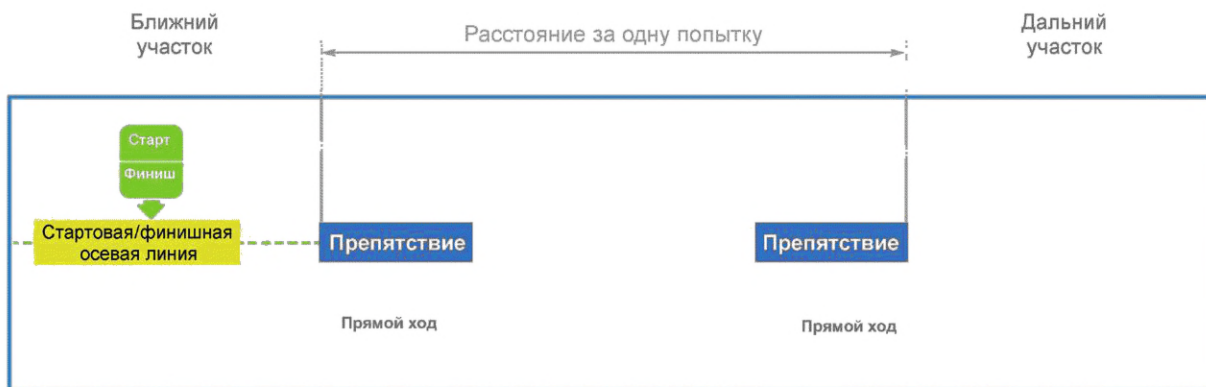 Ближний
участок
Расстояние за одну попытку
Дальний
участок
Старт
Финиш
Стартовая/финишная
осевая линия
Препятствие
Препятствие
Прямой ход
Прямой ход